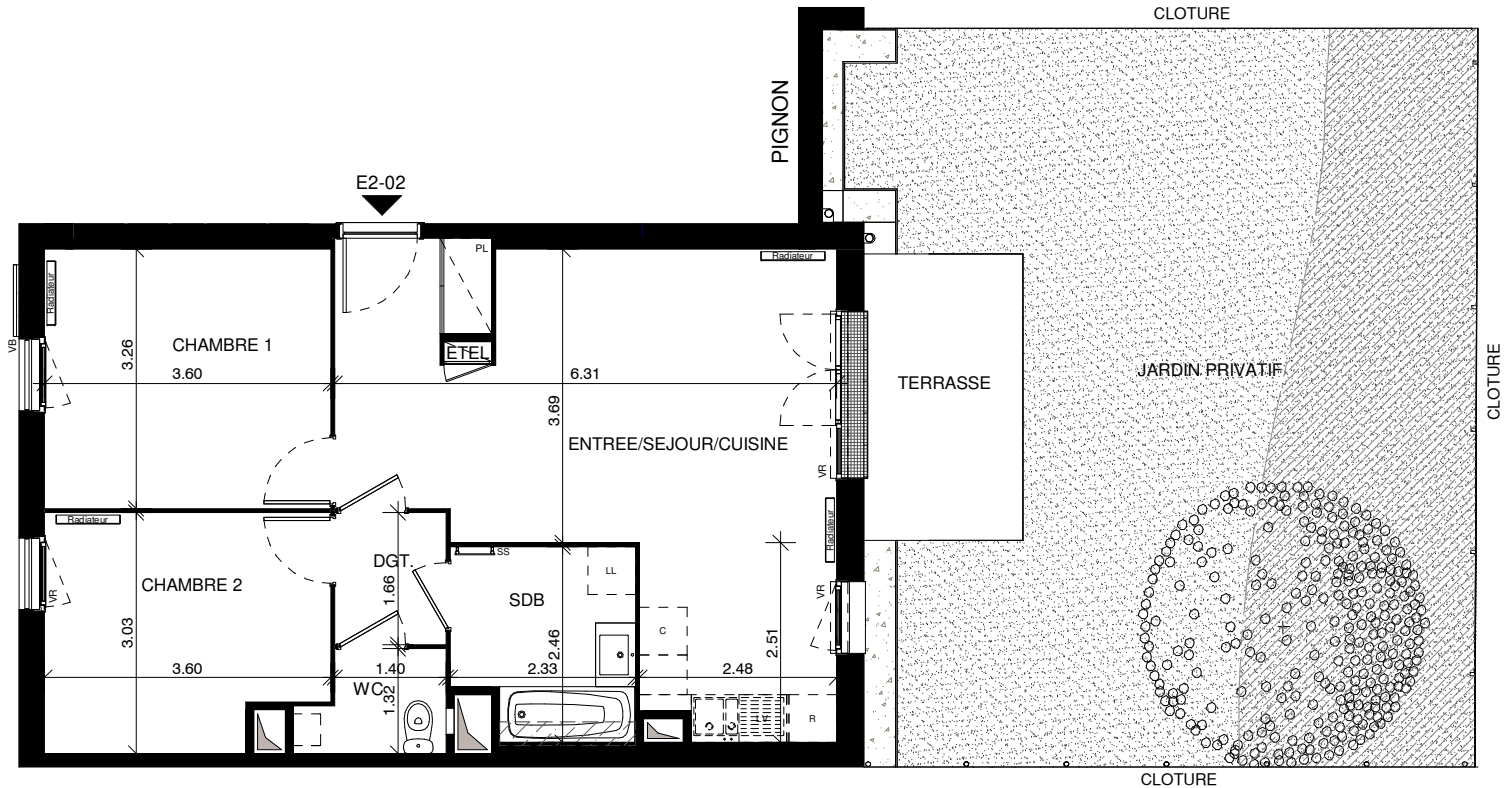 CLOTURE
PIGNON
E2-02
PL
Radiateur
Radiateur
ETEL
VB
CHAMBRE 1
3.26
3.60
6.31
3.69
TERRASSE
JARDIN PRIVATIF
CLOTURE
ENTREE/SEJOUR/CUISINE
VR
Radiateur
Radiateur
SS
DGT.
LL
CHAMBRE 2
VR
1.66
SDB
VR
C
3.03
2.46
2.51
3.60
1.40
2.33
2.48
WC
1.32
LV
R
CLOTURE